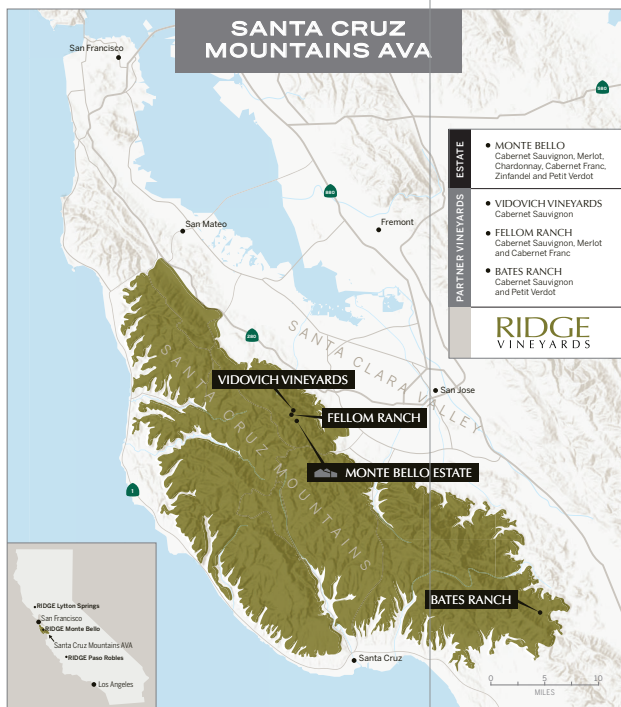 SANTA CRUZ
MOUNTAINS AVA
San Francisco
580
ESTATE
• MONTE BELLO
Cabernet Sauvignon, Merlot,
Chardonnay, Cabernet Franc,
Zinfandel and Petit Verdot
PARTNER VINEYARDS
• VIDOVICH VINEYARDS
Cabernet Sauvignon
• FELLOM RANCH
Cabernet Sauvignon, Merlot
and Cabernet Franc
• BATES RANCH
Cabernet Sauvignon
and Petit Verdot
RIDGE
VINEYARDS
880
San Mateo
Fremont
280
SANTA CLARA VALLEY
SANTA CRUZ MOUNTAINS
VIDOVICH VINEYARDS
San Jose
FELLOM RANCH
MONTE BELLO ESTATE
1
BATES RANCH
Santa Cruz
0 5 10
MILES
RIDGE Lytton Springs
San Francisco
RIDGE Monte Bello
Santa Cruz Mountains AVA
RIDGE Paso Robles
Los Angeles